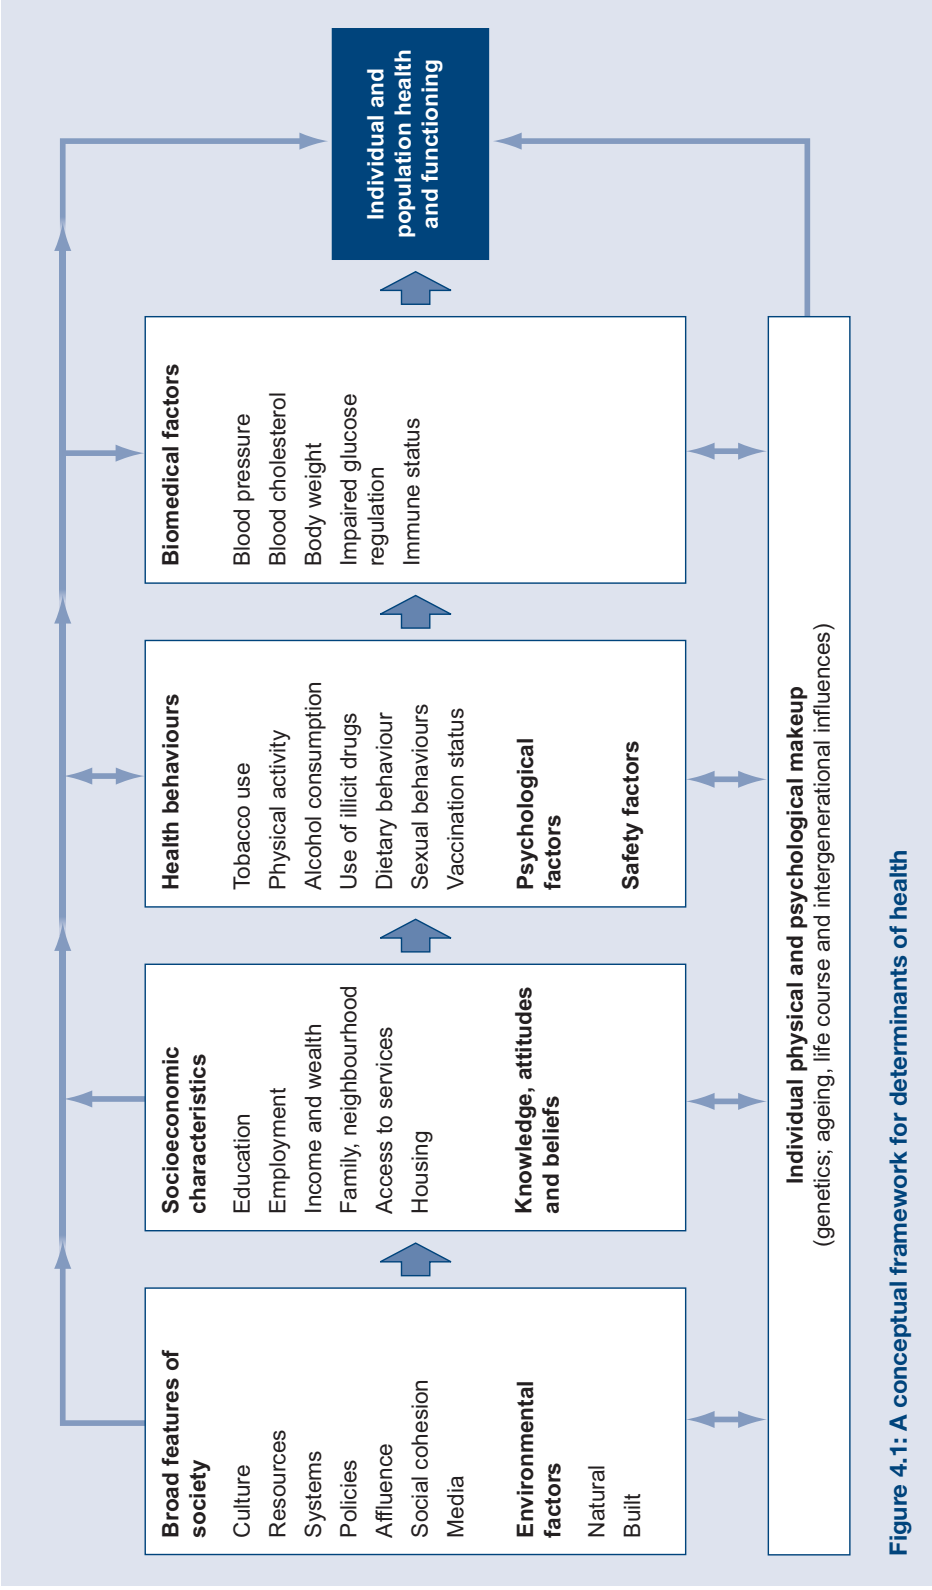 Broad features of
society
Culture
Resources
Systems
Policies
Affluence
Social cohesion
Media
Environmental
factors
Natural
Built
Socioeconomic
characteristics
Education
Employment
Income and wealth
Family, neighbourhood
Access to services
Housing
Knowledge, attitudes
and beliefs
Health behaviours
Tobacco use
Physical activity
Alcohol consumption
Use of illicit drugs
Dietary behaviour
Sexual behaviours
Vaccination status
Psychological
factors
Safety factors
Biomedical factors
Blood pressure
Blood cholesterol
Body weight
Impaired glucose
regulation
Immune status
Individual and
population health
and functioning
Individual physical and psychological makeup
(genetics; ageing, life course and intergenerational influences)
Figure 4.1: A conceptual framework for determinants of health